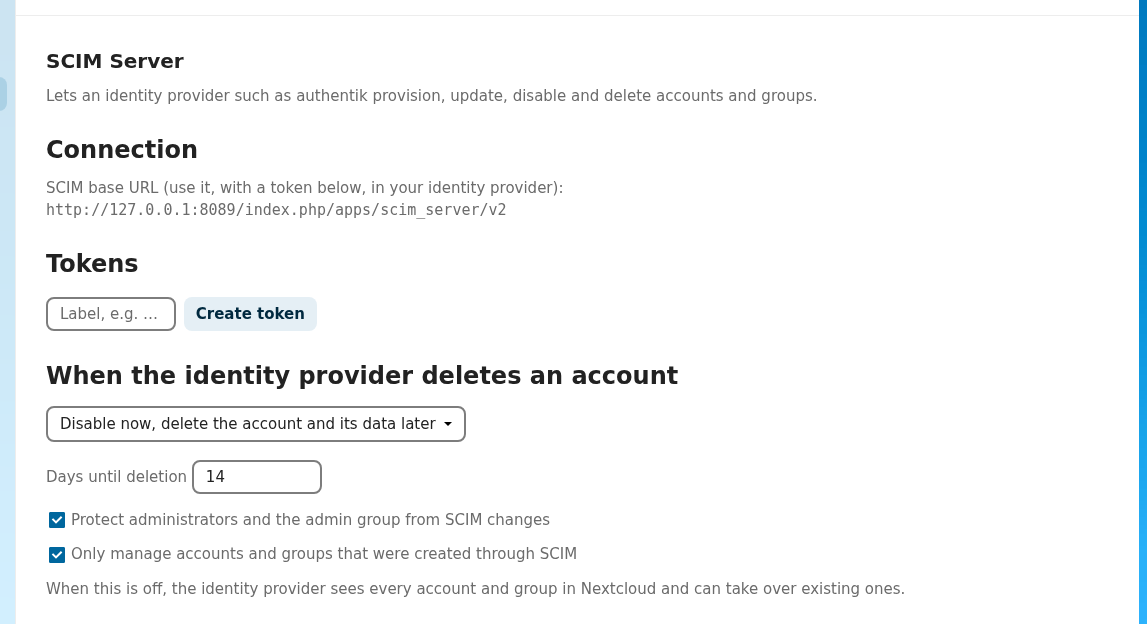 SCIM Server
Lets an identity provider such as authentik provision, update, disable and delete accounts and groups.
Connection
SCIM base URL (use it, with a token below, in your identity provider):
http://127.0.0.1:8089/index.php/apps/scim_server/v2
Tokens
Label, e.g. …
Create token
When the identity provider deletes an account
Disable now, delete the account and its data later
Days until deletion 14
Protect administrators and the admin group from SCIM changes
Only manage accounts and groups that were created through SCIM
When this is off, the identity provider sees every account and group in Nextcloud and can take over existing ones.